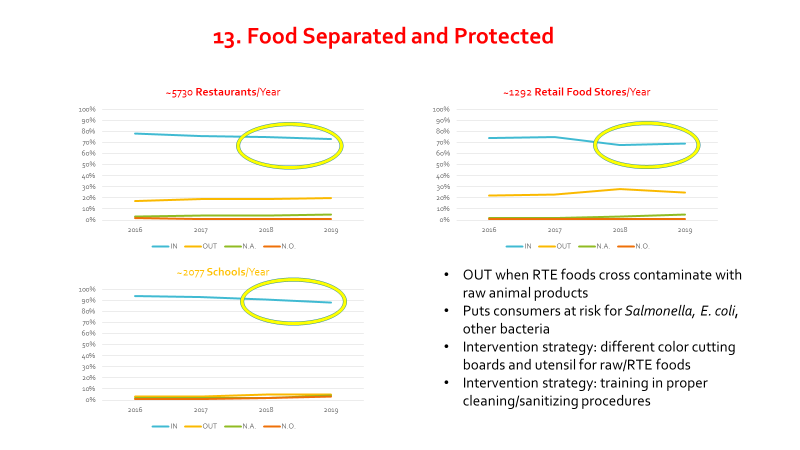 13. Food Separated and Protected
~5730 Restaurants/Year
100%
90%
80%
70%
60%
50%
40%
30%
20%
10%
0%
2016 2017 2018 2019
IN OUT N.A. N.O.
~1292 Retail Food Stores/Year
100%
90%
80%
70%
60%
50%
40%
30%
20%
10%
0%
2016 2017 2018 2019
IN OUT N.A. N.O.
~2077 Schools/Year
100%
90%
80%
70%
60%
50%
40%
30%
20%
10%
0%
2016 2017 2018 2019
IN OUT N.A. N.O.
• OUT when RTE foods cross contaminate with
raw animal products
• Puts consumers at risk for Salmonella, E. coli,
other bacteria
• Intervention strategy: different color cutting
boards and utensil for raw/RTE foods
• Intervention strategy: training in proper
cleaning/sanitizing procedures